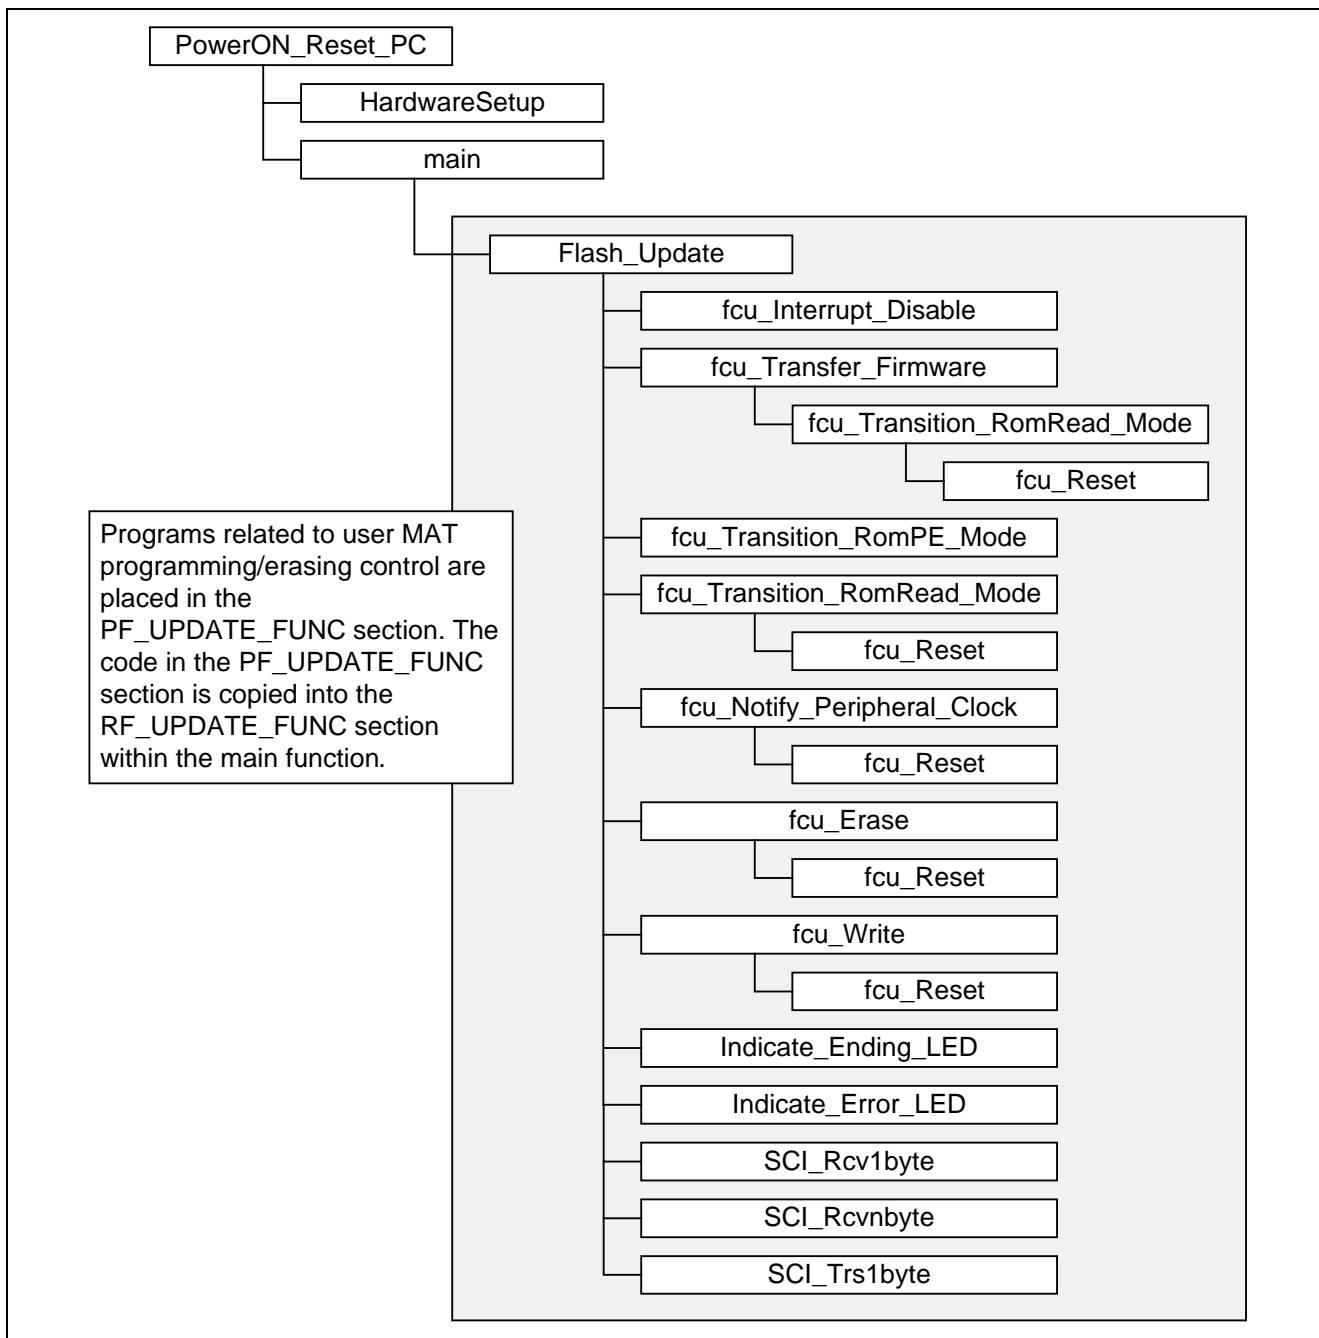 PowerON_Reset_PC
HardwareSetup
main
Flash_Update
fcu_Interrupt_Disable
fcu_Transfer_Firmware
fcu_Transition_RomRead_Mode
fcu_Reset
Programs related to user MAT
programming/erasing control are
placed in the
PF_UPDATE_FUNC section. The
code in the PF_UPDATE_FUNC
section is copied into the
RF_UPDATE_FUNC section
within the main function.
fcu_Transition_RomPE_Mode
fcu_Transition_RomRead_Mode
fcu_Reset
fcu_Notify_Peripheral_Clock
fcu_Reset
fcu_Erase
fcu_Reset
fcu_Write
fcu_Reset
Indicate_Ending_LED
Indicate_Error_LED
SCI_Rcv1byte
SCI_Rcvnbyte
SCI_Trs1byte